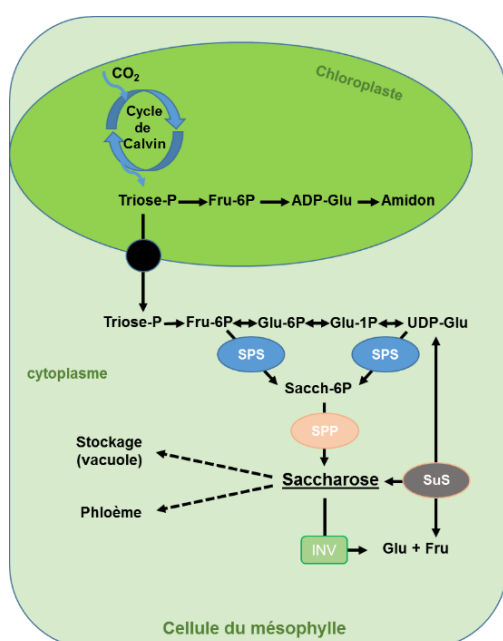 CO2
Chloroplaste
Cycle
de
Calvin
Triose-P Fru-6P ADP-Glu Amidon
Triose-P Fru-6P Glu-6P Glu-1P UDP-Glu
SPS SPS
cytoplasme
Sacch-6P
SPP
Stockage
(vacuole)
Saccharose
SuS
Phloème
INV
Glu + Fru
Cellule du mésophylle